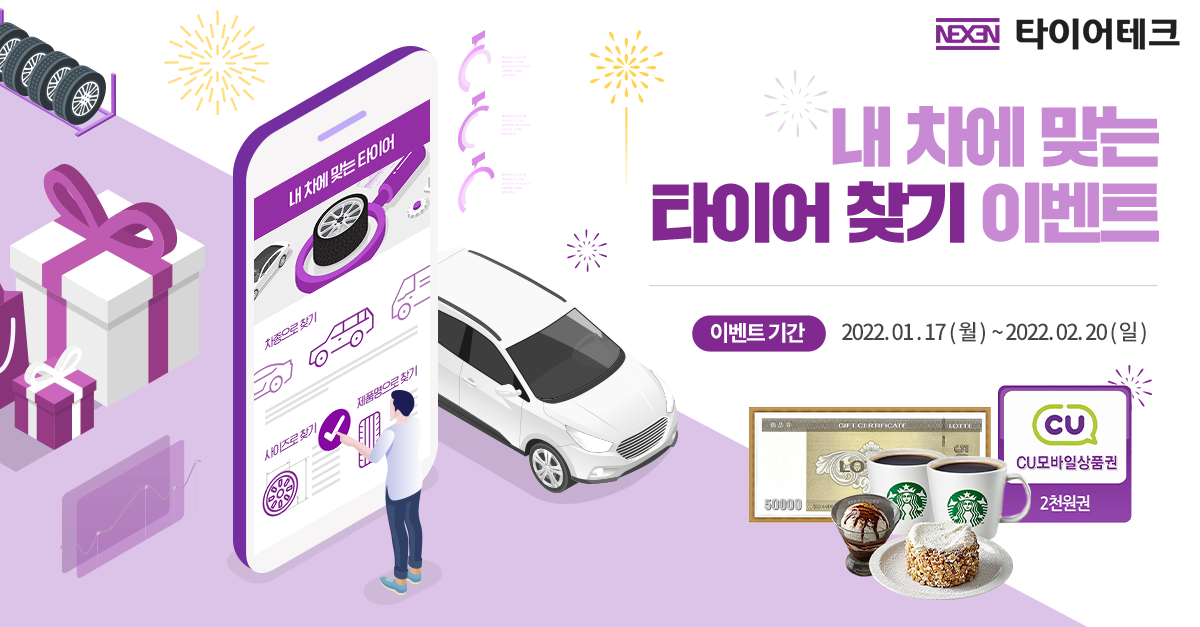 NEXEN 타이어테크
내 차에 맞는
타이어 찾기 이벤트
이벤트 기간 2022.01.17(월) ~2022.02.20(일)
내 차에 맞는 타이어
차종으로 찾기
제품명으로 찾기
사이즈로 찾기
GIFT CERTIFICATE LOTTE
LO
50000
CU
CU모바일상품권
2천원권